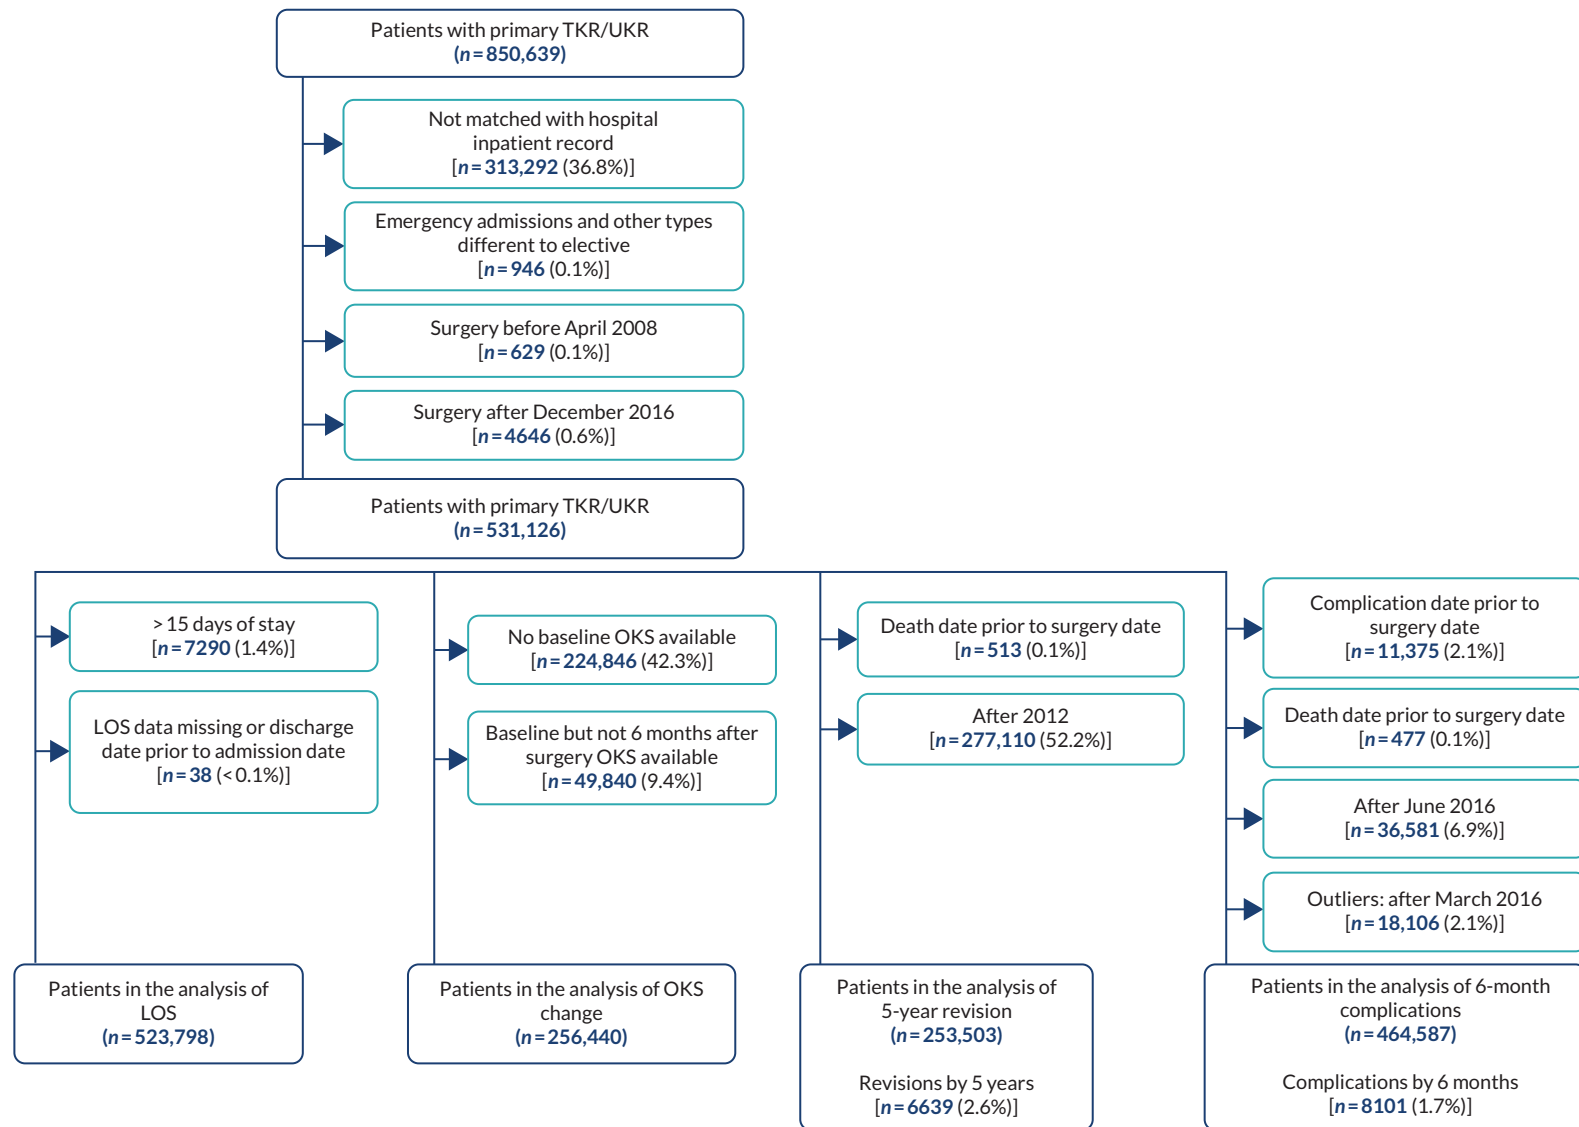 Patients with primary TKR/UKR
(n=850,639)
Not matched with hospital
inpatient record
[n=313,292 (36.8%)]
Emergency admissions and other types
different to elective
[n=946 (0.1%)]
Surgery before April 2008
[n=629 (0.1%)]
Surgery after December 2016
[n=4646 (0.6%)]
Patients with primary TKR/UKR
(n=531,126)
> 15 days of stay
[n=7290 (1.4%)]
LOS data missing or discharge
date prior to admission date
[n=38 (<0.1%)]
Patients in the analysis of
LOS
(n=523,798)
No baseline OKS available
[n=224,846 (42.3%)]
Baseline but not 6 months after
surgery OKS available
[n=49,840 (9.4%)]
Patients in the analysis of OKS
change
(n=256,440)
Death date prior to surgery date
[n=513 (0.1%)]
After 2012
[n=277,110 (52.2%)]
Patients in the analysis of
5-year revision
(n=253,503)
Revisions by 5 years
[n=6639 (2.6%)]
Complication date prior to
surgery date
[n=11,375 (2.1%)]
Death date prior to surgery date
[n=477 (0.1%)]
After June 2016
[n=36,581 (6.9%)]
Outliers: after March 2016
[n=18,106 (2.1%)]
Patients in the analysis of 6-month
complications
(n=464,587)
Complications by 6 months
[n=8101 (1.7%)]